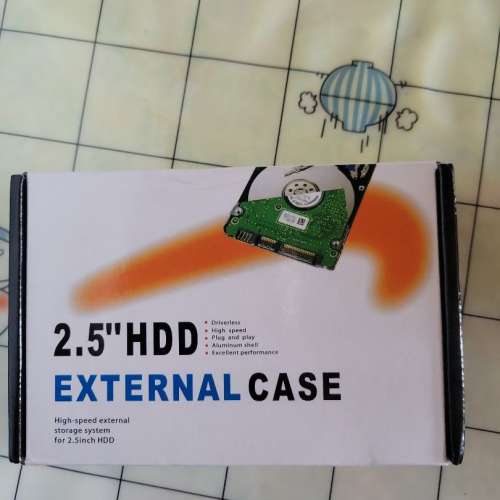 2.5" HDD
Driverless
High speed
Plug and play
Aluminum shell
Excellent performance
EXTERNAL CASE
High-speed external
storage system
for 2.5inch HDD